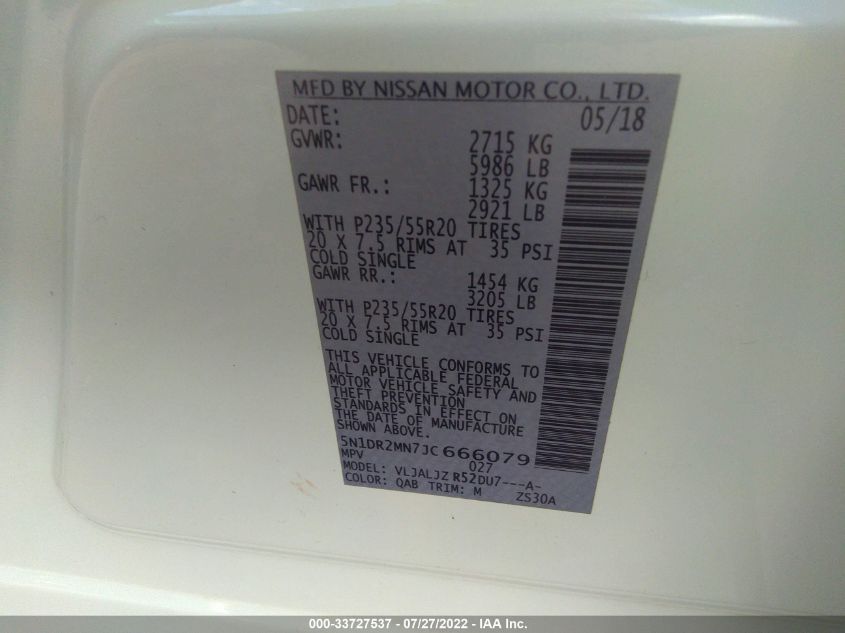 MFD BY NISSAN MOTOR CO., LTD.
DATE: 05/18
GVWR: 2715 KG
5986 LB
GAWR FR.: 1325 KG
2921 LB
WITH P235/55R20 TIRES
20 X 7.5 RIMS AT 35 PSI
COLD SINGLE
GAWR RR.: 1454 KG
3205 LB
WITH P235/55R20 TIRES
20 X 7.5 RIMS AT 35 PSI
COLD SINGLE
THIS VEHICLE CONFORMS TO
ALL APPLICABLE FEDERAL
MOTOR VEHICLE SAFETY AND
THEFT PREVENTION
STANDARDS IN EFFECT ON
THE DATE OF MANUFACTURE
SHOWN ABOVE.
5N1DR2MN7JC666079
MPV 027
MODEL: VLJALJZ R52DU7---A-
COLOR: QAB TRIM: M ZS30A
000-33727537 - 07/27/2022 - IAA Inc.